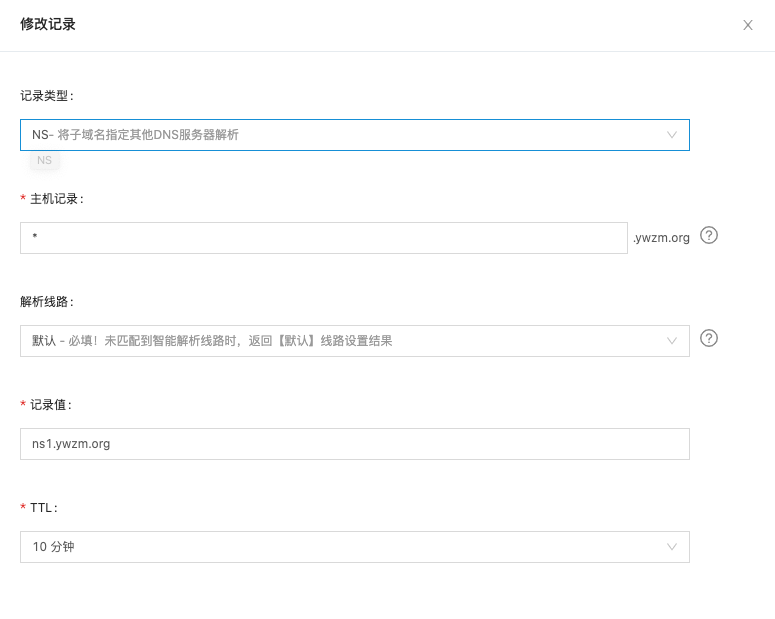 修改记录
记录类型：
NS- 将子域名指定其他DNS服务器解析
NS
* 主机记录：
*
.ywzm.org
解析线路：
默认 - 必填！未匹配到智能解析线路时，返回【默认】线路设置结果
* 记录值：
ns1.ywzm.org
* TTL：
10 分钟